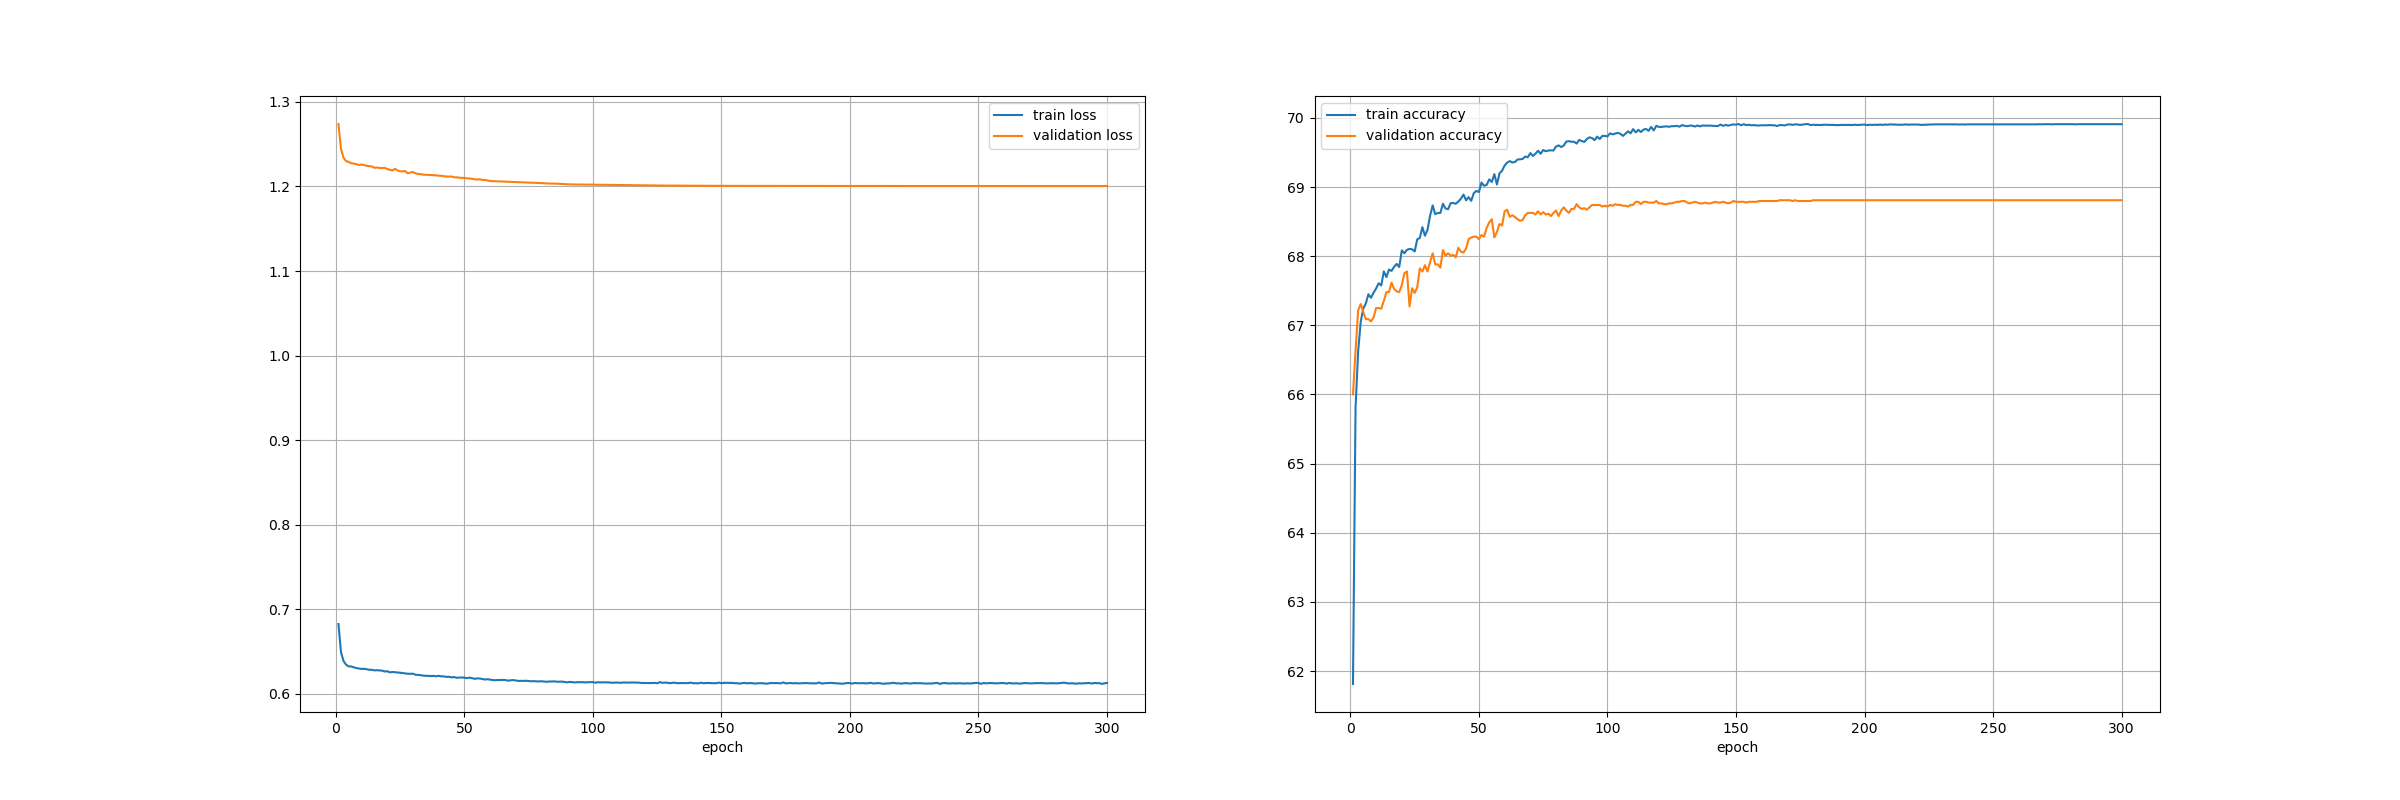 1.3
1.2
1.1
1.0
0.9
0.8
0.7
0.6
0 50 100 150 200 250 300
epoch
train loss
validation loss
70
69
68
67
66
65
64
63
62
0 50 100 150 200 250 300
epoch
train accuracy
validation accuracy